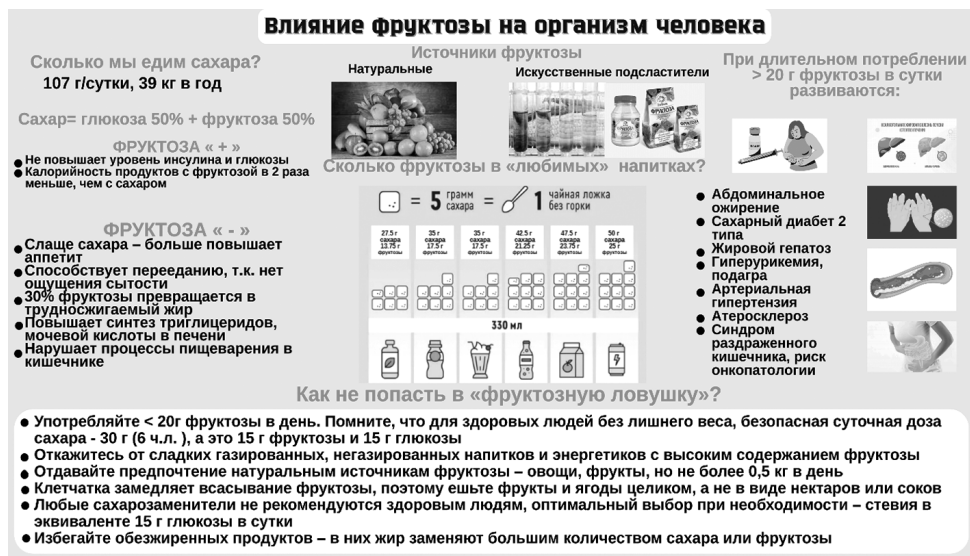 Влияние фруктозы на организм человека
Сколько мы едим сахара?
107 г/сутки, 39 кг в год
Сахар= глюкоза 50% + фруктоза 50%
ФРУКТОЗА « + »
Не повышает уровень инсулина и глюкозы
Калорийность продуктов с фруктозой в 2 раза
меньше, чем с сахаром
ФРУКТОЗА « - »
Слаще сахара – больше повышает
аппетит
Способствует перееданию, т.к. нет
ощущения сытости
30% фруктозы превращается в
трудносжигаемый жир
Повышает синтез триглицеридов,
мочевой кислоты в печени
Нарушает процессы пищеварения в
кишечнике
Источники фруктозы
Натуральные
Искусственные подсластители
ФРУКТОЗА
ФРУКТОЗА
ФРУКТОЗА
Сколько фруктозы в «любимых» напитках?
= 5 грамм сахара = 1 чайная ложка без горки
27.5 г сахара 13.75 г фруктозы
35 г сахара 17.5 г фруктозы
35 г сахара 17.5 г фруктозы
42.5 г сахара 21.25 г фруктозы
47.5 г сахара 23.75 г фруктозы
50 г сахара 25 г фруктозы
330 мл
При длительном потреблении
> 20 г фруктозы в сутки
развиваются:
Абдоминальное
ожирение
Сахарный диабет 2
типа
Жировой гепатоз
Гиперурикемия,
подагра
Артериальная
гипертензия
Атеросклероз
Синдром
раздраженного
кишечника, риск
онкопатологии
Как не попасть в «фруктозную ловушку»?
Употребляйте < 20г фруктозы в день. Помните, что для здоровых людей без лишнего веса, безопасная суточная доза
сахара - 30 г (6 ч.л. ), а это 15 г фруктозы и 15 г глюкозы
Откажитесь от сладких газированных, негазированных напитков и энергетиков с высоким содержанием фруктозы
Отдавайте предпочтение натуральным источникам фруктозы – овощи, фрукты, но не более 0,5 кг в день
Клетчатка замедляет всасывание фруктозы, поэтому ешьте фрукты и ягоды целиком, а не в виде нектаров или соков
Любые сахарозаменители не рекомендуются здоровым людям, оптимальный выбор при необходимости – стевия в
эквиваленте 15 г глюкозы в сутки
Избегайте обезжиренных продуктов – в них жир заменяют большим количеством сахара или фруктозы